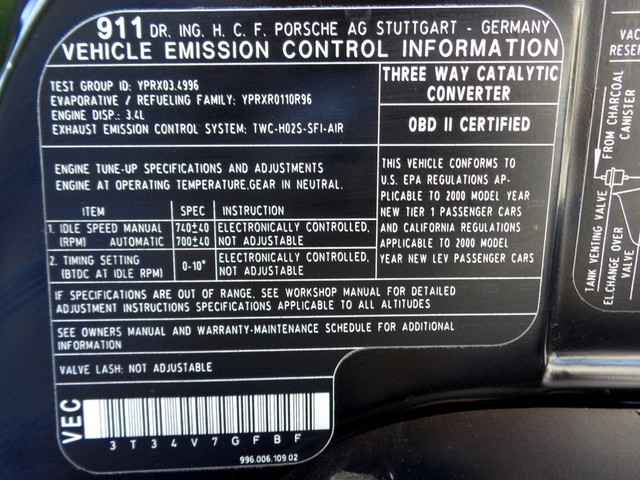 911 DR. ING. H. C. F. PORSCHE AG STUTTGART - GERMANY
VEHICLE EMISSION CONTROL INFORMATION
TEST GROUP ID: YPRX03.4996
EVAPORATIVE / REFUELING FAMILY: YPRXR0110R96
ENGINE DISP.: 3.4L
EXHAUST EMISSION CONTROL SYSTEM: TWC-HO2S-SFI-AIR
THREE WAY CATALYTIC
CONVERTER
OBD II CERTIFIED
ENGINE TUNE-UP SPECIFICATIONS AND ADJUSTMENTS
ENGINE AT OPERATING TEMPERATURE,GEAR IN NEUTRAL.
ITEM SPEC INSTRUCTION
1. IDLE SPEED MANUAL 740±40 ELECTRONICALLY CONTROLLED,
(RPM) AUTOMATIC 700±40 NOT ADJUSTABLE
2. TIMING SETTING 0-10° ELECTRONICALLY CONTROLLED,
(BTDC AT IDLE RPM) NOT ADJUSTABLE
THIS VEHICLE CONFORMS TO
U.S. EPA REGULATIONS AP-
PLICABLE TO 2000 MODEL YEAR
NEW TIER 1 PASSENGER CARS
AND CALIFORNIA REGULATIONS
APPLICABLE TO 2000 MODEL
YEAR NEW LEV PASSENGER CARS
IF SPECIFICATIONS ARE OUT OF RANGE, SEE WORKSHOP MANUAL FOR DETAILED
ADJUSTMENT INSTRUCTIONS SPECIFICATIONS APPLICABLE TO ALL ALTITUDES
SEE OWNERS MANUAL AND WARRANTY-MAINTENANCE SCHEDULE FOR ADDITIONAL
INFORMATION
VALVE LASH: NOT ADJUSTABLE
VEC
3T34V7GFBF
996.006.109.02
VAC
RESER
FROM CHARCOAL
CANISTER
TANK VENTING VALVE
EL.CHANGE OVER
VALVE